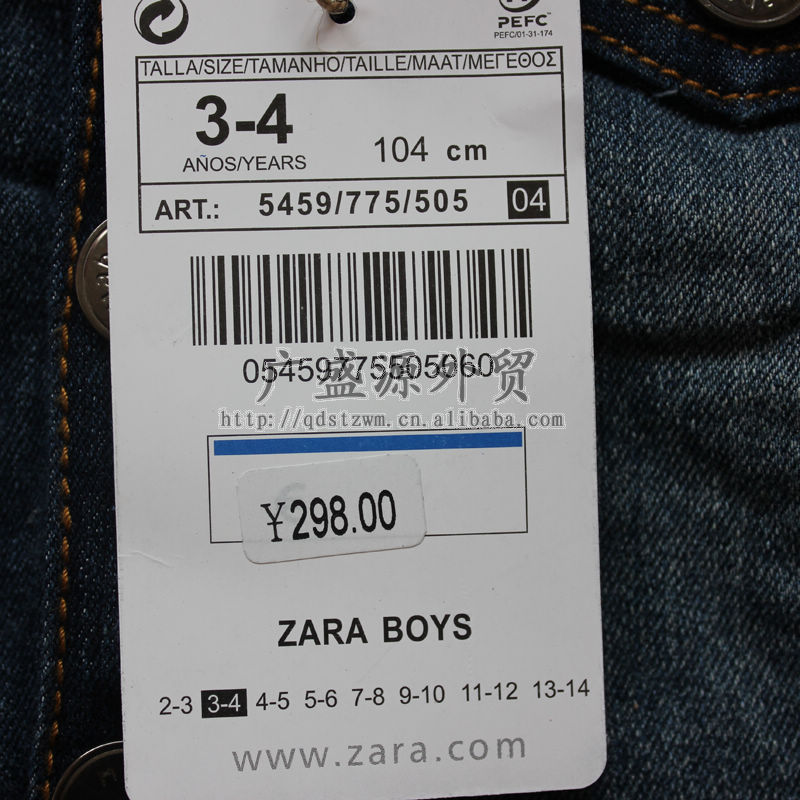 PEFC™
PEFC/01-31-174
TALLA/SIZE/TAMANHO/TAILLE/MAAT/ΜΕΓΕΘΟΣ
3-4
AÑOS/YEARS
104 cm
ART.: 5459/775/505 04
05459775505060
广盛源外贸
http://qdstzwm.cn.alibaba.com
¥298.00
ZARA BOYS
2-3 3-4 4-5 5-6 7-8 9-10 11-12 13-14
www.zara.com